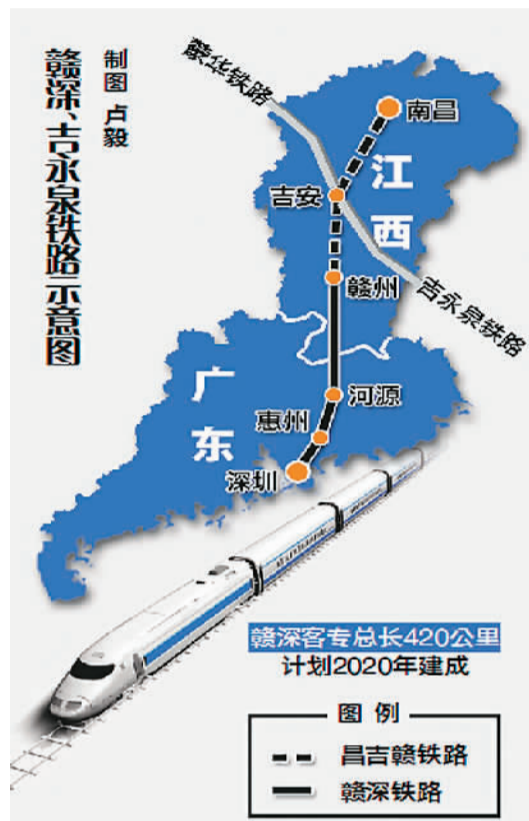 赣深、吉永泉铁路示意图
制图 卢毅
蒙华铁路
南昌
江西
吉安
赣州
吉永泉铁路
广东
河源
惠州
深圳
赣深客专总长420公里
计划2020年建成
图例
昌吉赣铁路
赣深铁路